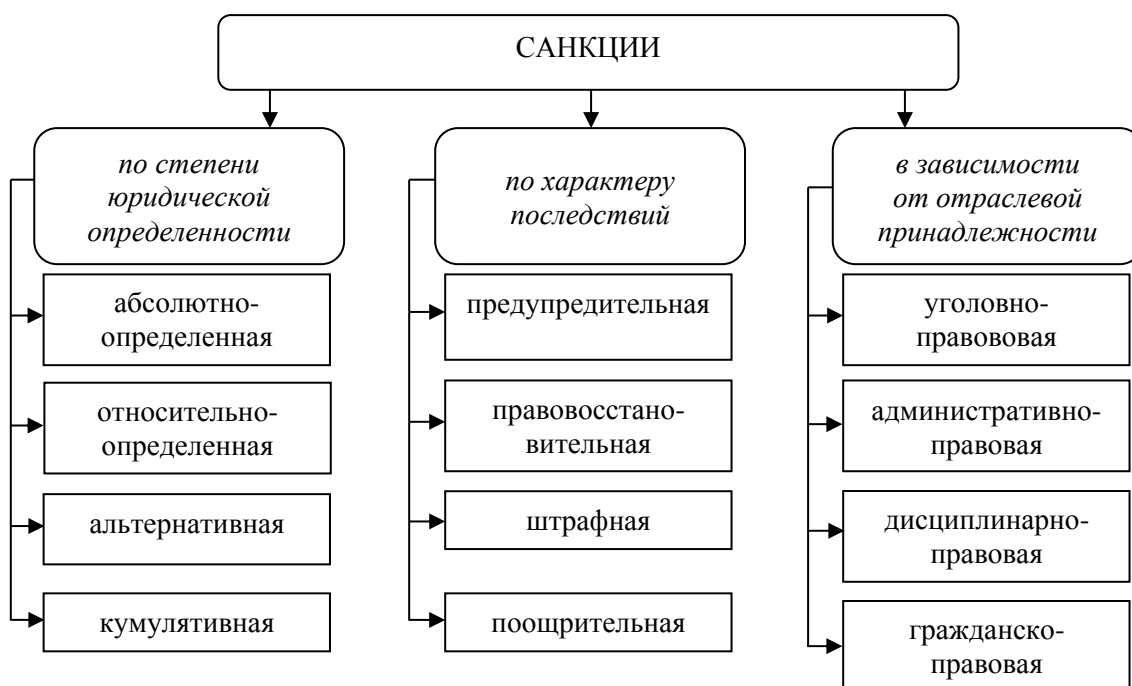 САНКЦИИ
по степени
юридической
определенности
абсолютно-
определенная
относительно-
определенная
альтернативная
кумулятивная
по характеру
последствий
предупредительная
правовосстано-
вительная
штрафная
поощрительная
в зависимости
от отраслевой
принадлежности
уголовно-
правововая
административно-
правовая
дисциплинарно-
правовая
гражданско-
правовая